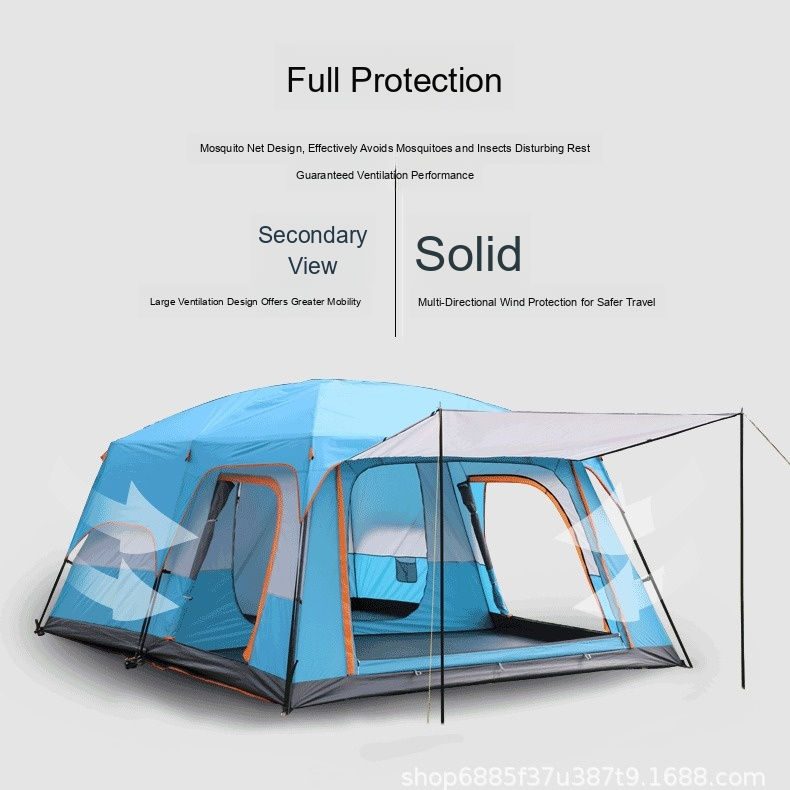 Full Protection
Mosquito Net Design, Effectively Avoids Mosquitoes and Insects Disturbing Rest
Guaranteed Ventilation Performance
Secondary
View
Large Ventilation Design Offers Greater Mobility
Solid
Multi-Directional Wind Protection for Safer Travel
shop6885f37u387t9.1688.com